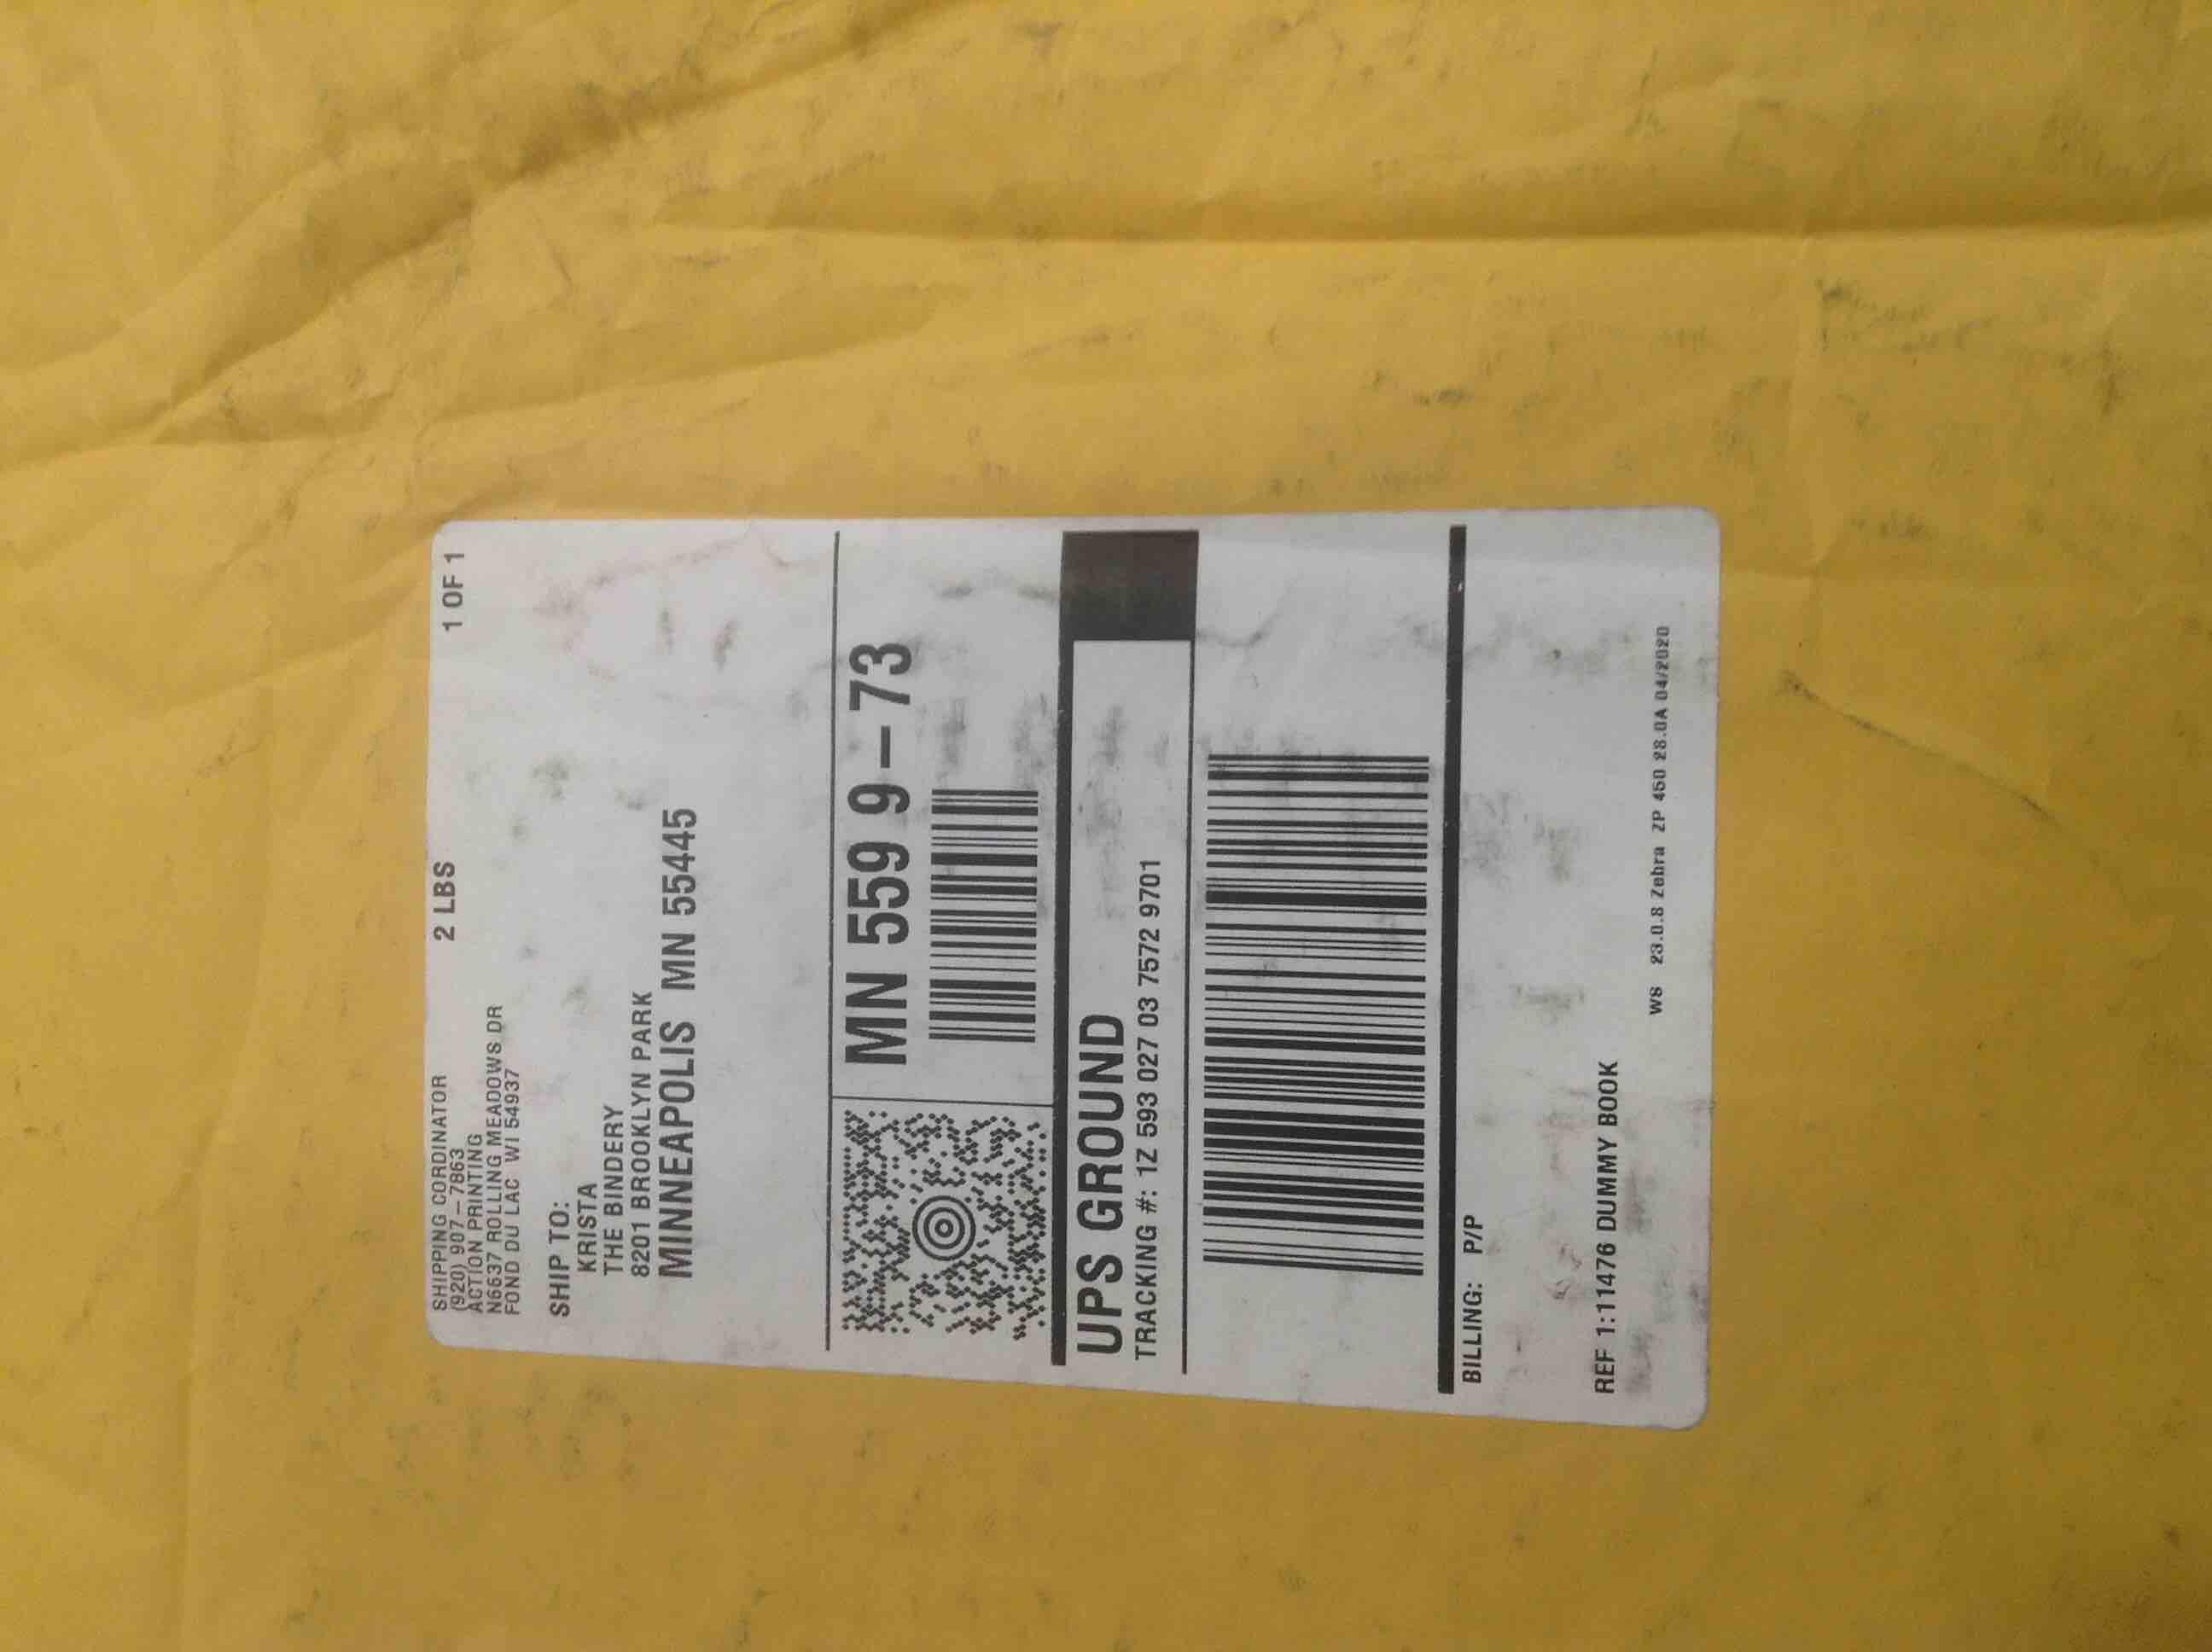 SHIPPING CORDINATOR
(920) 907-7863
ACTION PRINTING
N6637 ROLLING MEADOWS DR
FOND DU LAC WI 54937
2 LBS
1 OF 1
SHIP TO:
KRISTA
THE BINDERY
8201 BROOKLYN PARK
MINNEAPOLIS MN 55445
MN 559 9-73
UPS GROUND
TRACKING #: 1Z 593 027 03 7572 9701
BILLING: P/P
REF 1:111476 DUMMY BOOK
WS 23.0.8 Zebra ZP 450 28.0A 04/2020